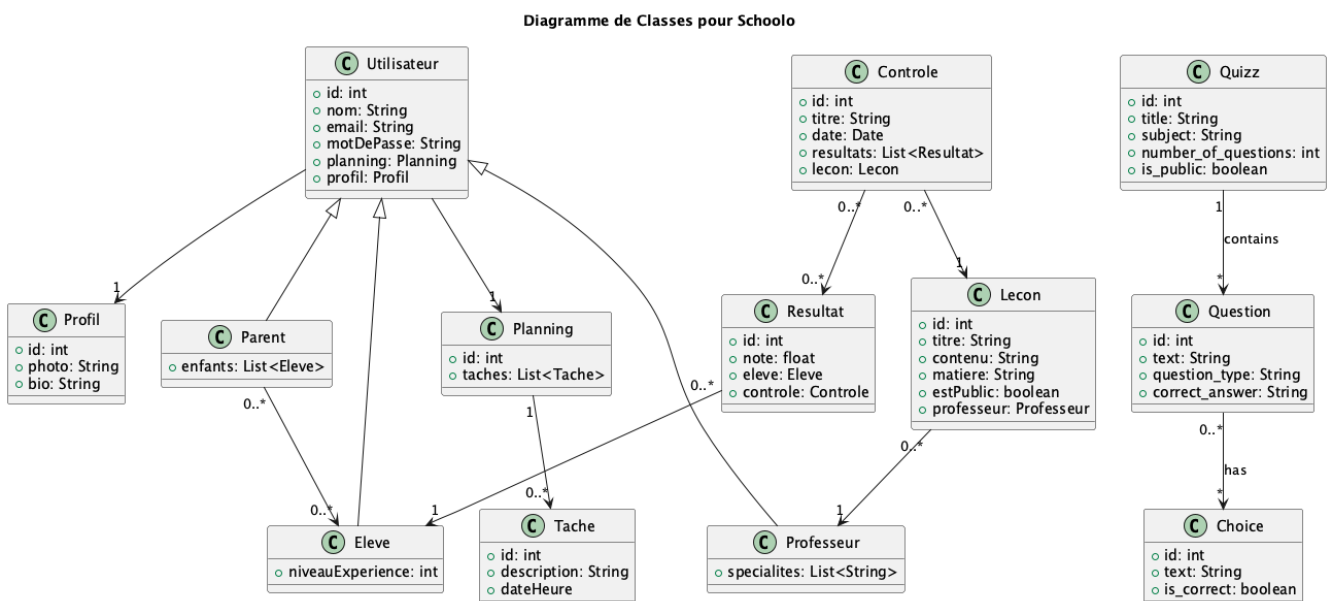 Diagramme de Classes pour Schoolo
C Utilisateur
id: int
nom: String
email: String
motDePasse: String
planning: Planning
profil: Profil
C Controle
id: int
titre: String
date: Date
resultats: List<Resultat>
lecon: Lecon
C Quizz
id: int
title: String
subject: String
number_of_questions: int
is_public: boolean
0..*
0..*
1
contains
1
1
0..*
1
*
C Profil
id: int
photo: String
bio: String
C Parent
enfants: List<Eleve>
C Planning
id: int
taches: List<Tache>
C Resultat
id: int
note: float
eleve: Eleve
controle: Controle
C Lecon
id: int
titre: String
contenu: String
matiere: String
estPublic: boolean
professeur: Professeur
C Question
id: int
text: String
question_type: String
correct_answer: String
0..*
1
0..*
0..*
0..*
has
0..*
0..*
1
1
*
C Eleve
niveauExperience: int
C Tache
id: int
description: String
dateHeure
C Professeur
specialites: List<String>
C Choice
id: int
text: String
is_correct: boolean